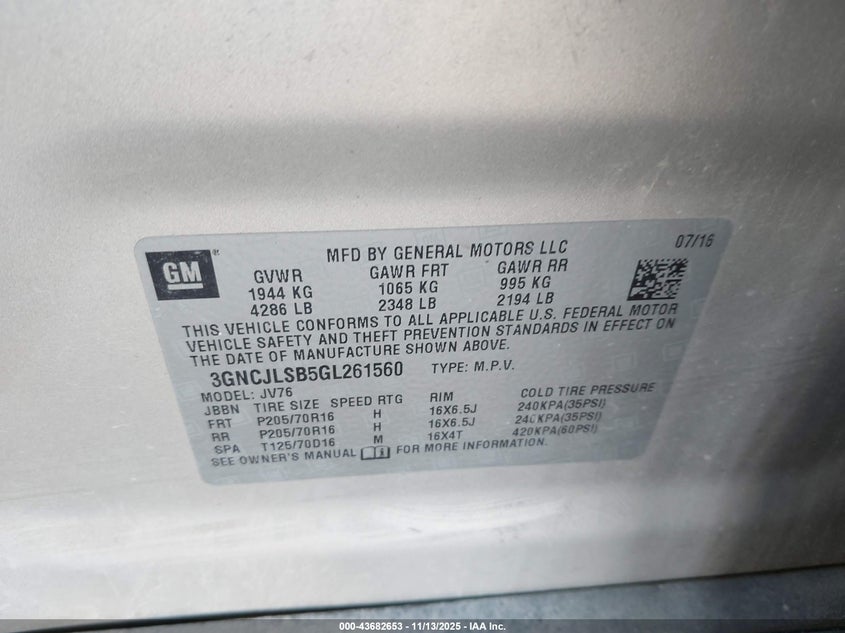 GM
MFD BY GENERAL MOTORS LLC
07/16
GVWR GAWR FRT GAWR RR
1944 KG 1065 KG 995 KG
4286 LB 2348 LB 2194 LB
THIS VEHICLE CONFORMS TO ALL APPLICABLE U.S. FEDERAL MOTOR
VEHICLE SAFETY AND THEFT PREVENTION STANDARDS IN EFFECT ON
THE DATE OF MANUFACTURE SHOWN ABOVE.
3GNCJLSB5GL261560 TYPE: M.P.V.
MODEL: JV76
JBBN TIRE SIZE SPEED RTG RIM COLD TIRE PRESSURE
FRT P205/70R16 H 16X6.5J 240KPA(35PSI)
RR P205/70R16 H 16X6.5J 240KPA(35PSI)
SPA T125/70D16 M 16X4T 420KPA(60PSI)
SEE OWNER'S MANUAL FOR MORE INFORMATION.
000-43682653 - 11/13/2025 - IAA Inc.